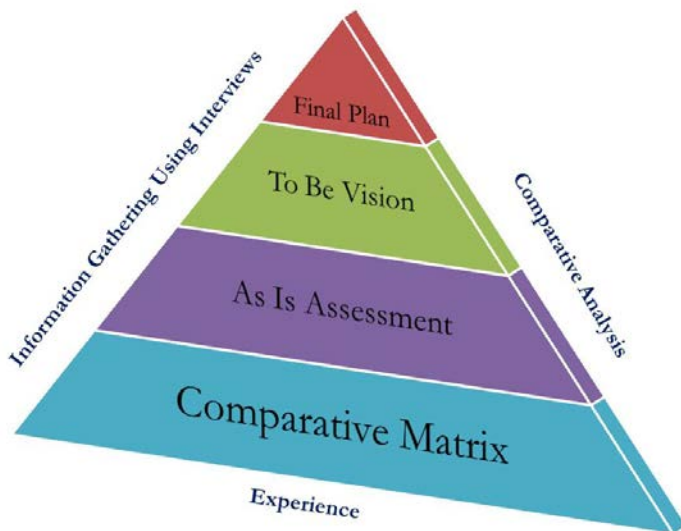 Final Plan
To Be Vision
As Is Assessment
Comparative Matrix
Information Gathering Using Interviews
Comparative Analysis
Experience